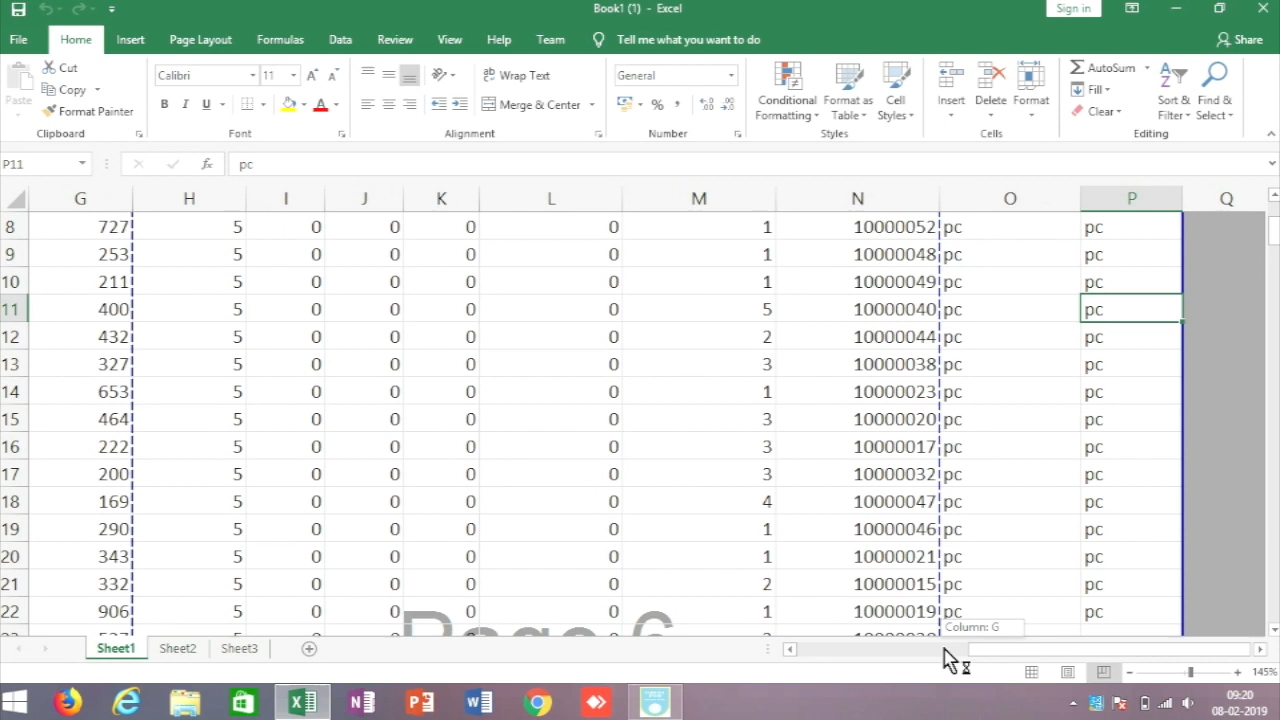 Book1 (1) - Excel
Sign in
File Home Insert Page Layout Formulas Data Review View Help Team Tell me what you want to do Share
Paste Cut Copy Format Painter Clipboard
Calibri 11 A A B I U A Font
Wrap Text Merge & Center Alignment
General % , Number
Conditional Formatting Format as Table Cell Styles Styles
Insert Delete Format Cells
AutoSum Fill Clear Sort & Filter Find & Select Editing
P11 fx pc
G H I J K L M N O P Q
8 727 5 0 0 0 0 1 10000052 pc pc
9 253 5 0 0 0 0 1 10000048 pc pc
10 211 5 0 0 0 0 1 10000049 pc pc
11 400 5 0 0 0 0 5 10000040 pc pc
12 432 5 0 0 0 0 2 10000044 pc pc
13 327 5 0 0 0 0 3 10000038 pc pc
14 653 5 0 0 0 0 1 10000023 pc pc
15 464 5 0 0 0 0 3 10000020 pc pc
16 222 5 0 0 0 0 3 10000017 pc pc
17 200 5 0 0 0 0 3 10000032 pc pc
18 169 5 0 0 0 0 4 10000047 pc pc
19 290 5 0 0 0 0 1 10000046 pc pc
20 343 5 0 0 0 0 1 10000021 pc pc
21 332 5 0 0 0 0 2 10000015 pc pc
22 906 5 0 0 0 0 1 10000019 pc pc
Page 6
Column: G
Sheet1 Sheet2 Sheet3
145%
09:20
08-02-2019